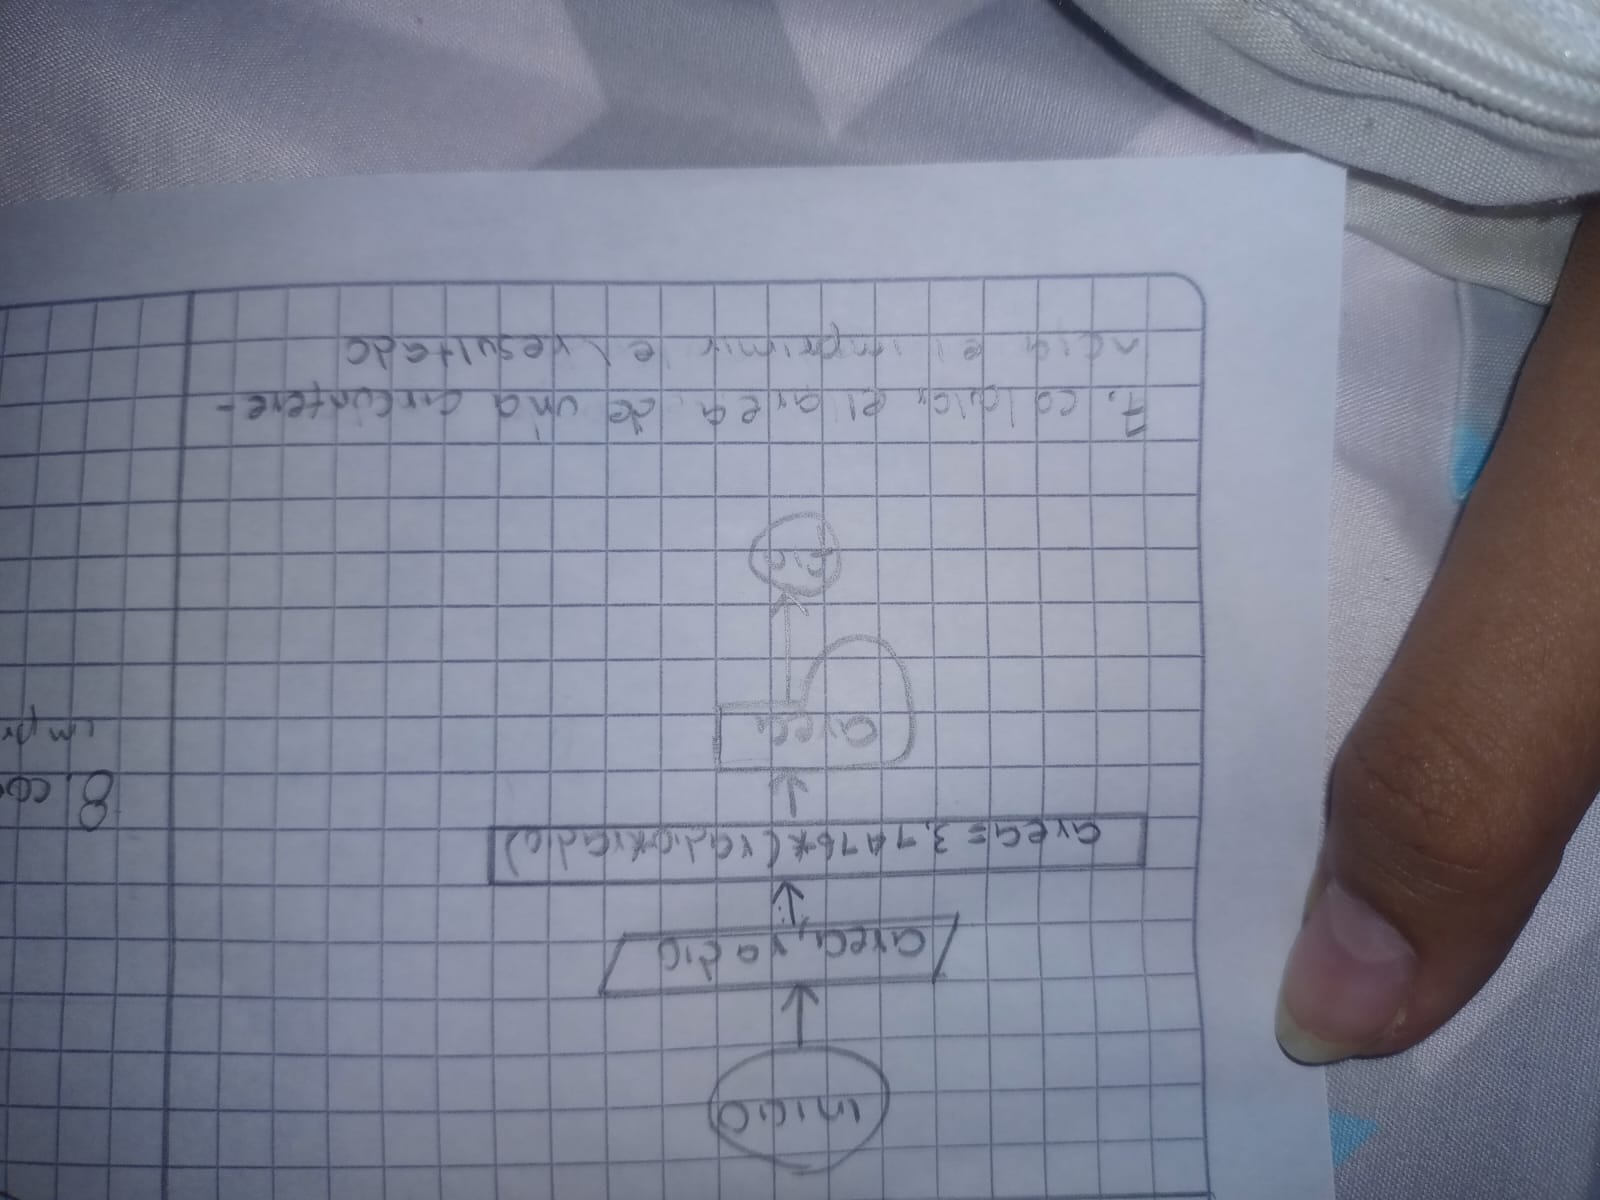 inicio
area, radio
area = 3.1416*(radio*radio)
area
Fin
7. calcular el area de una circunfere-
ncia e imprimir el resultado
8. ca
impr